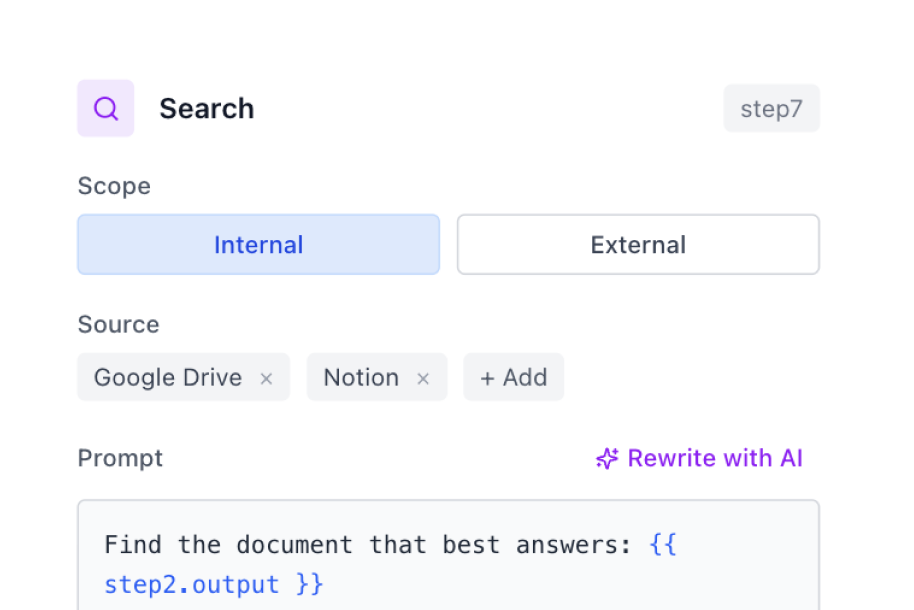 Search
step7
Scope
Internal
External
Source
Google Drive ×
Notion ×
+ Add
Prompt
Rewrite with AI
Find the document that best answers: {{
step2.output }}